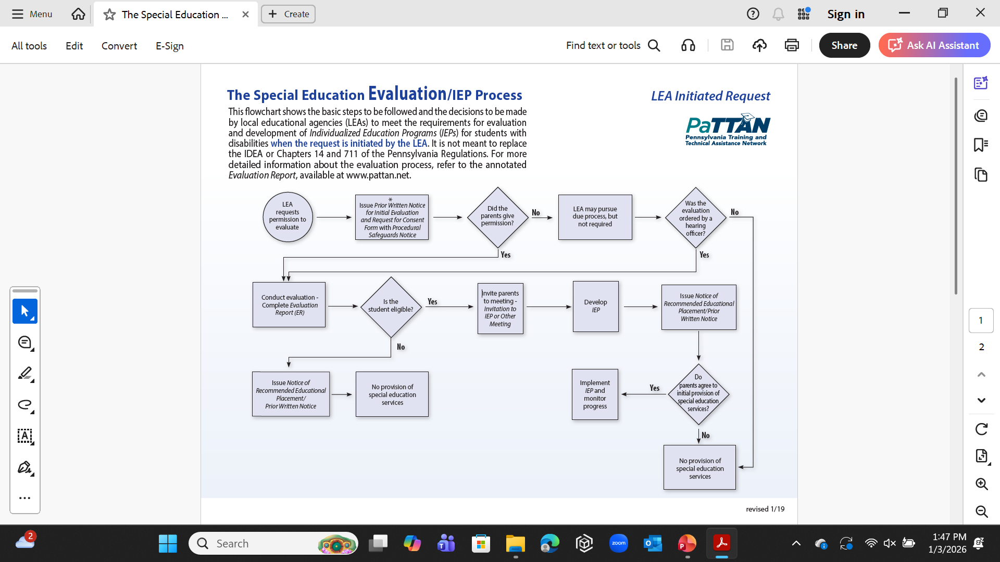 Menu
The Special Education ...
Create
Sign in
All tools
Edit
Convert
E-Sign
Find text or tools
Share
Ask AI Assistant
The Special Education Evaluation/IEP Process
LEA Initiated Request
This flowchart shows the basic steps to be followed and the decisions to be made
by local educational agencies (LEAs) to meet the requirements for evaluation
and development of Individualized Education Programs (IEPs) for students with
disabilities when the request is initiated by the LEA. It is not meant to replace
the IDEA or Chapters 14 and 711 of the Pennsylvania Regulations. For more
detailed information about the evaluation process, refer to the annotated
Evaluation Report, available at www.pattan.net.
PaTTAN
Pennsylvania Training and
Technical Assistance Network
LEA
requests
permission to
evaluate
*
Issue Prior Written Notice
for Initial Evaluation
and Request for Consent
Form with Procedural
Safeguards Notice
Did the
parents give
permission?
No
LEA may pursue
due process, but
not required
Was the
evaluation
ordered by a
hearing
officer?
No
Yes
Yes
Conduct evaluation -
Complete Evaluation
Report (ER)
Is the
student eligible?
Yes
Invite parents
to meeting -
Invitation to
IEP or Other
Meeting
Develop
IEP
Issue Notice of
Recommended Educational
Placement/Prior
Written Notice
No
Issue Notice of
Recommended Educational
Placement/
Prior Written Notice
No provision of
special education
services
Implement
IEP and
monitor
progress
Yes
Do
parents agree to
initial provision of
special education
services?
No
No provision of
special education
services
revised 1/19
1
2
2
Search
zoom
1:47 PM
1/3/2026